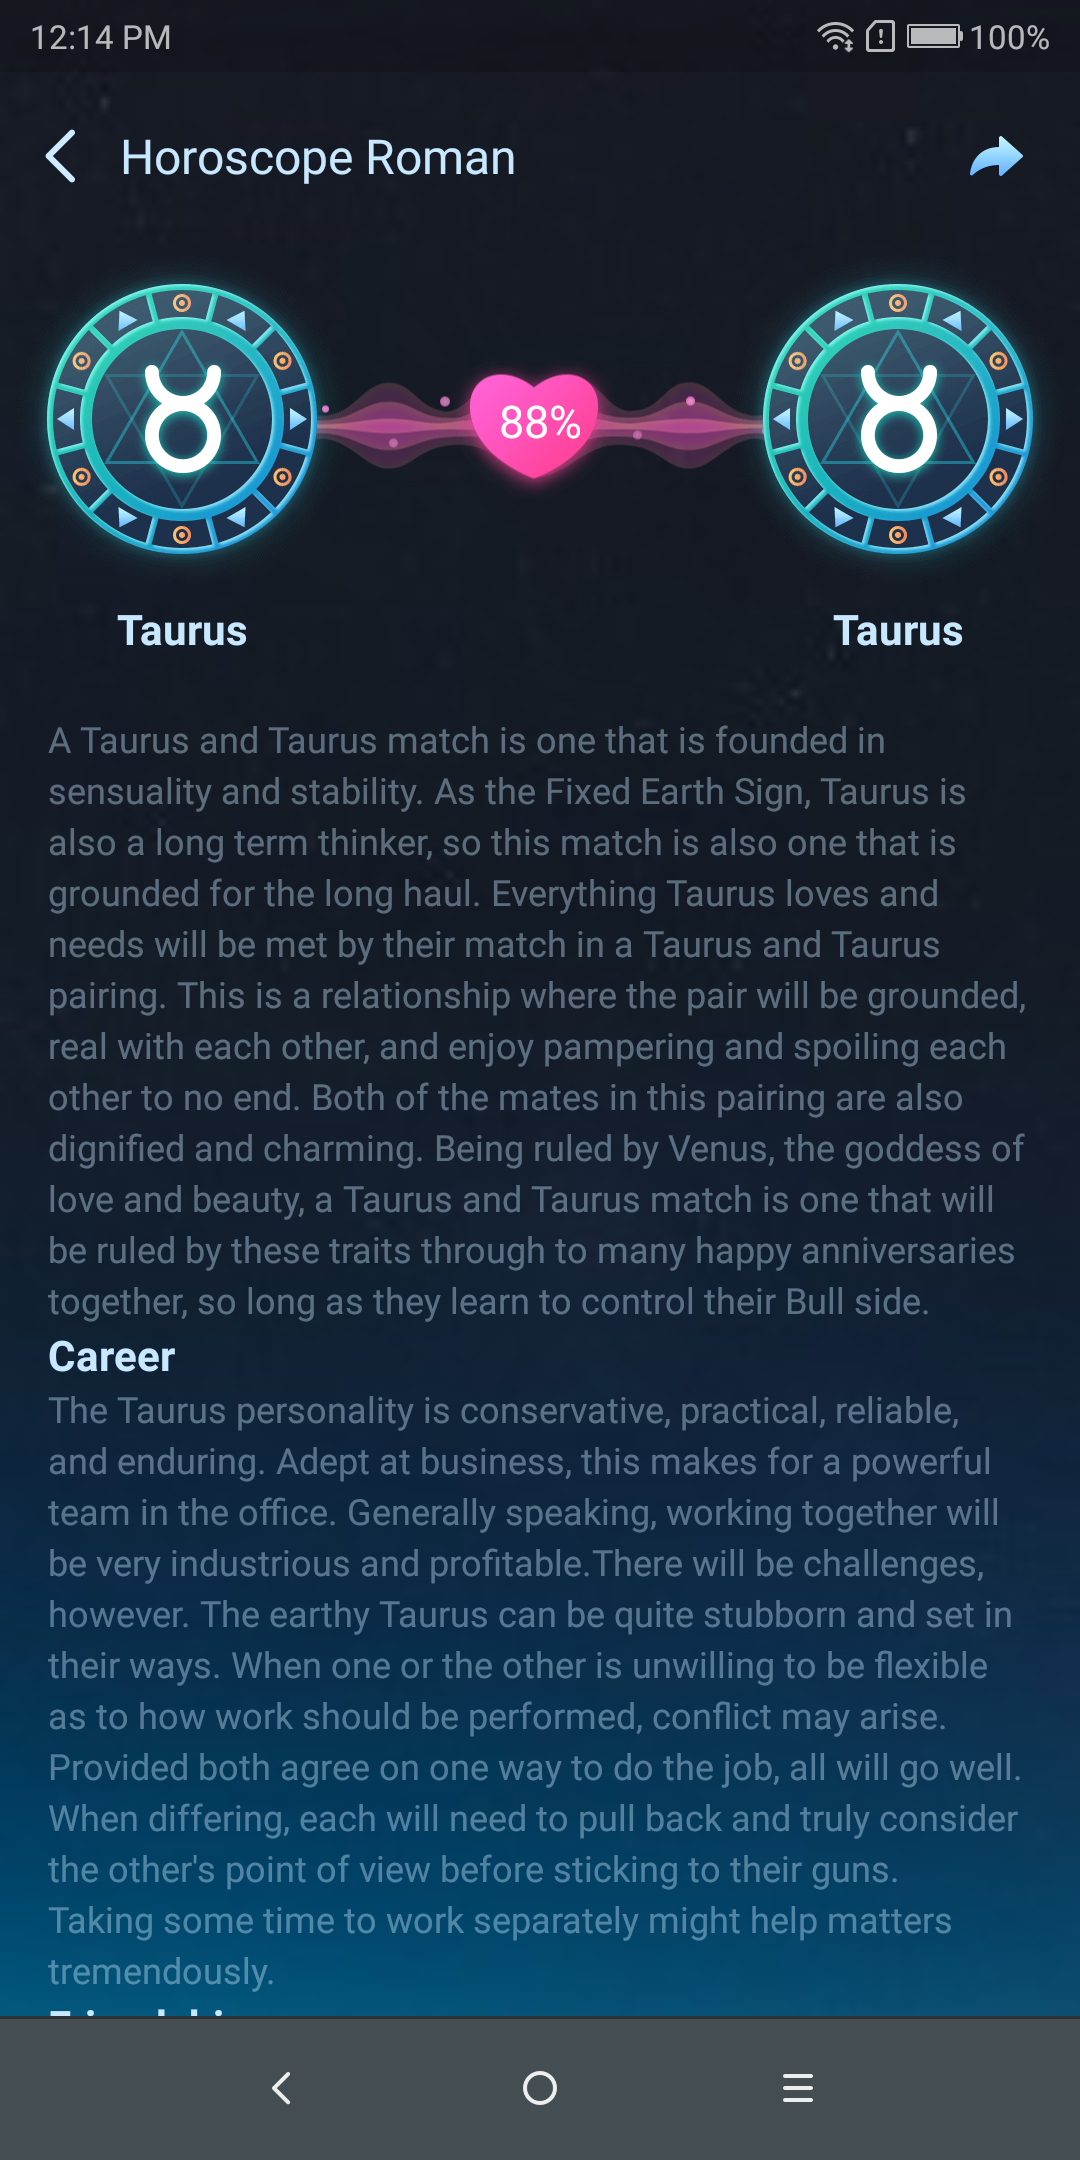 12:14 PM
100%
Horoscope Roman
88%
Taurus
Taurus
A Taurus and Taurus match is one that is founded in
sensuality and stability. As the Fixed Earth Sign, Taurus is
also a long term thinker, so this match is also one that is
grounded for the long haul. Everything Taurus loves and
needs will be met by their match in a Taurus and Taurus
pairing. This is a relationship where the pair will be grounded,
real with each other, and enjoy pampering and spoiling each
other to no end. Both of the mates in this pairing are also
dignified and charming. Being ruled by Venus, the goddess of
love and beauty, a Taurus and Taurus match is one that will
be ruled by these traits through to many happy anniversaries
together, so long as they learn to control their Bull side.
Career
The Taurus personality is conservative, practical, reliable,
and enduring. Adept at business, this makes for a powerful
team in the office. Generally speaking, working together will
be very industrious and profitable.There will be challenges,
however. The earthy Taurus can be quite stubborn and set in
their ways. When one or the other is unwilling to be flexible
as to how work should be performed, conflict may arise.
Provided both agree on one way to do the job, all will go well.
When differing, each will need to pull back and truly consider
the other's point of view before sticking to their guns.
Taking some time to work separately might help matters
tremendously.